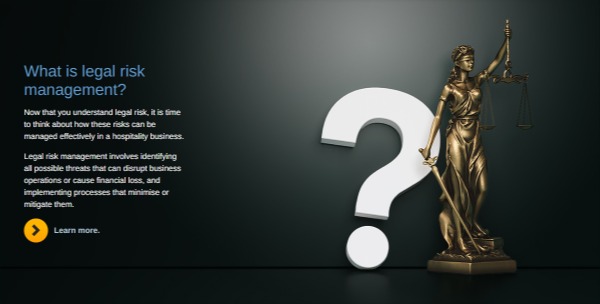 What is legal risk
management?
Now that you understand legal risk, it is time
to think about how these risks can be
managed effectively in a hospitality business.
Legal risk management involves identifying
all possible threats that can disrupt business
operations or cause financial loss, and
implementing processes that minimise or
mitigate them.
Learn more.